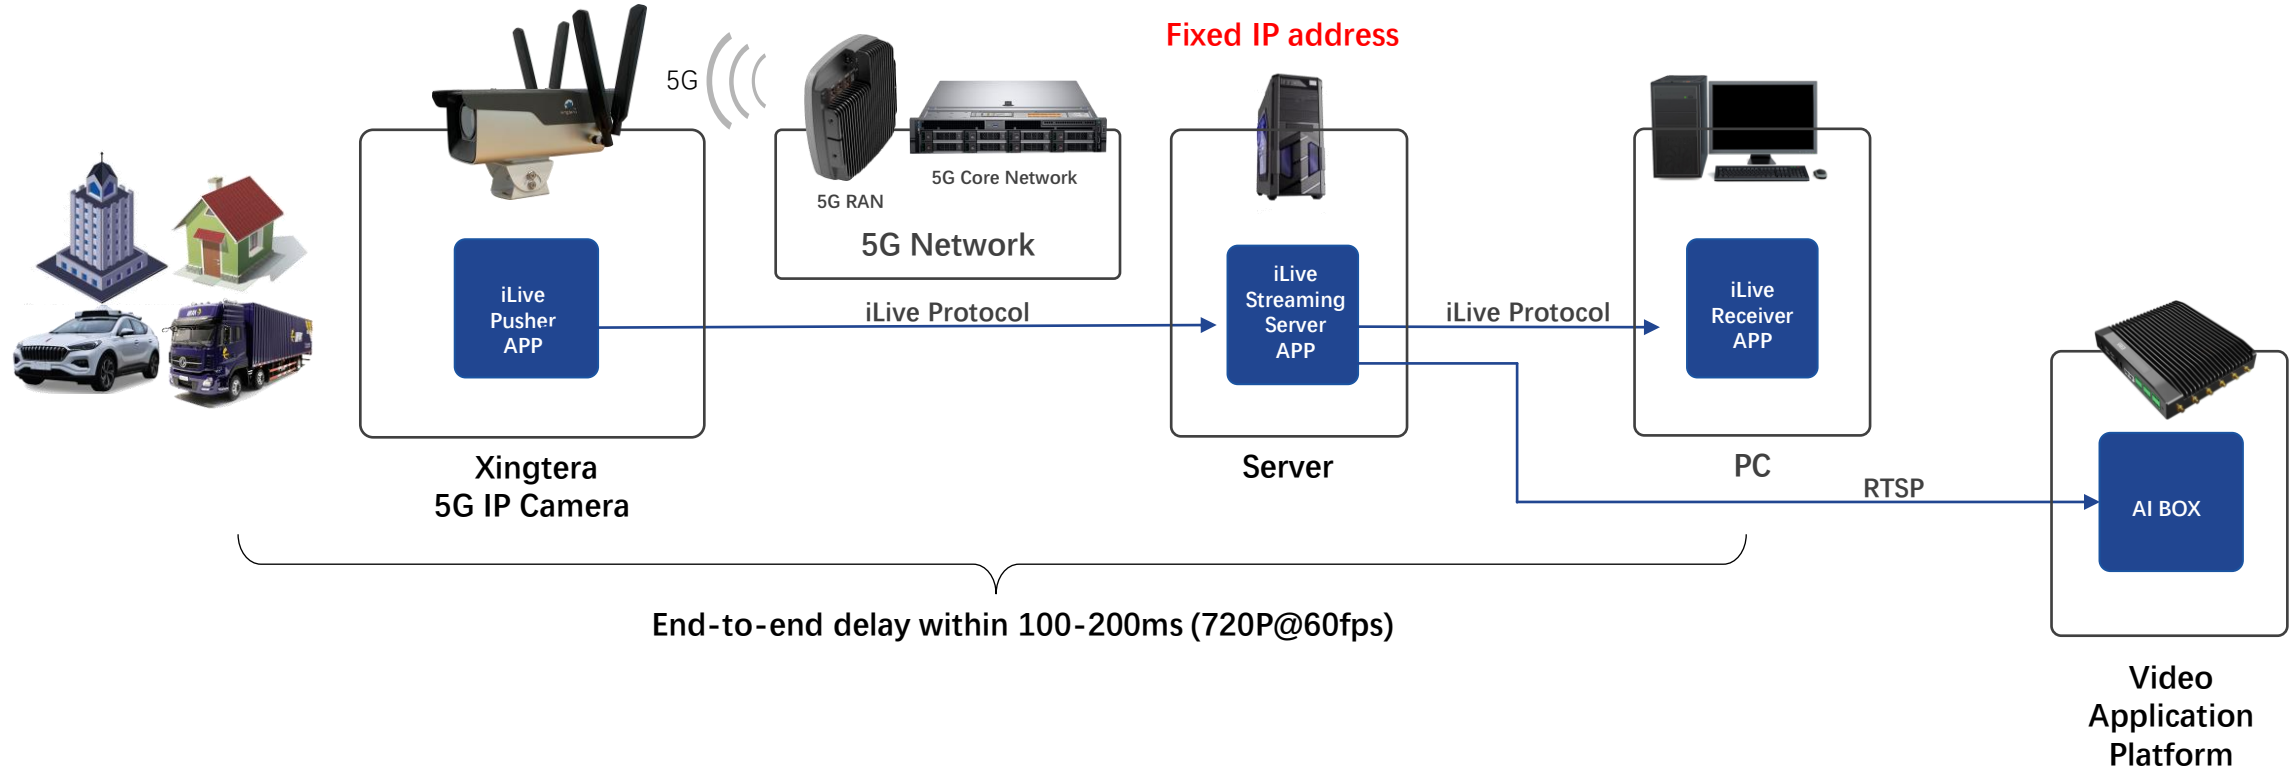 Fixed IP address
5G
5G RAN
5G Core Network
5G Network
iLive
Pusher
APP
iLive Protocol
iLive
Streaming
Server
APP
iLive Protocol
iLive
Receiver
APP
Xingtera
5G IP Camera
Server
PC
RTSP
AI BOX
End-to-end delay within 100-200ms (720P@60fps)
Video
Application
Platform